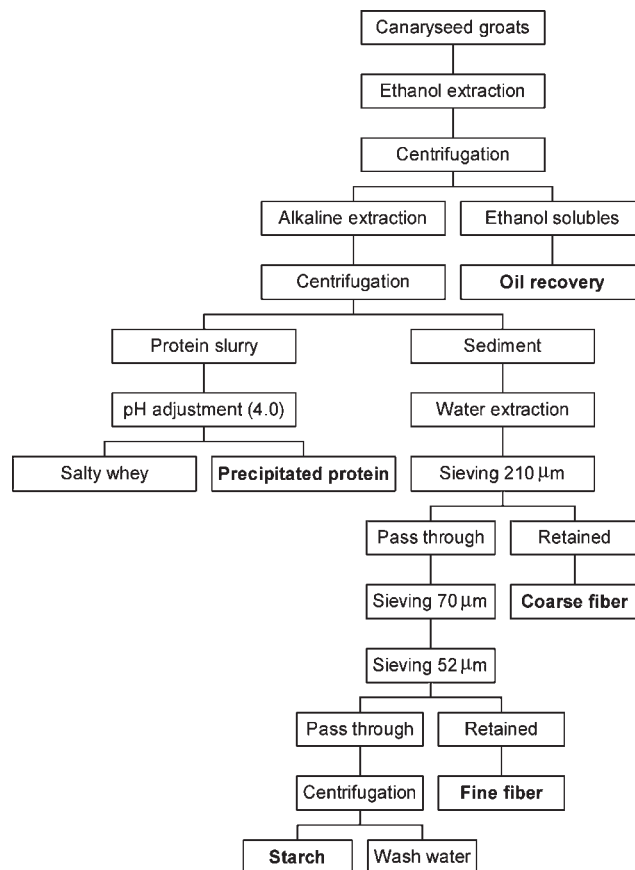 Canaryseed groats
Ethanol extraction
Centrifugation
Alkaline extraction
Ethanol solubles
Centrifugation
Oil recovery
Protein slurry
Sediment
pH adjustment (4.0)
Water extraction
Salty whey
Precipitated protein
Sieving 210 μm
Pass through
Retained
Sieving 70 μm
Coarse fiber
Sieving 52 μm
Pass through
Retained
Centrifugation
Fine fiber
Starch
Wash water